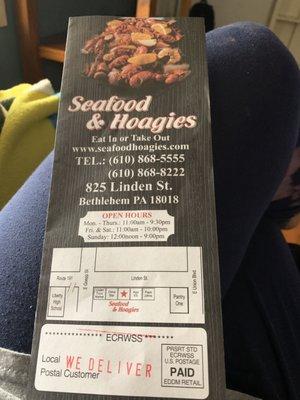 Seafood
& Hoagies
Eat In or Take Out
www.seafoodhoagies.com
TEL.: (610) 868-5555
(610) 868-8222
825 Linden St.
Bethlehem PA 18018
OPEN HOURS
Mon. - Thurs.: 11:00am - 9:30pm
Fri. & Sat.: 11:00am - 10:00pm
Sunday: 12:00noon - 9:00pm
Route 191
Linden St.
Liberty
High
School
Pantry
One
Seafood
& Hoagies
ECRWSS
Local
Postal Customer
WE DELIVER
PRSRT STD
ECRWSS
U.S. POSTAGE
PAID
EDDM RETAIL